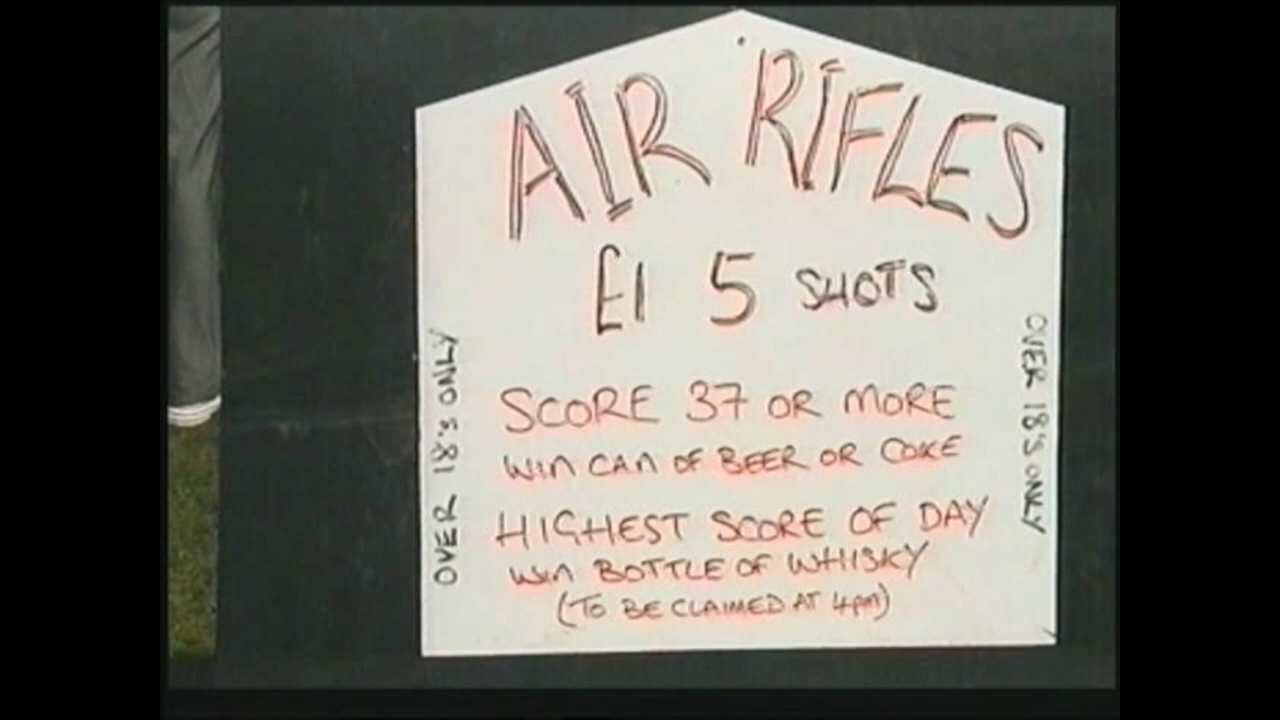 AIR RIFLES
£1 5 SHOTS
SCORE 37 OR MORE
WIN CAN OF BEER OR COKE
HIGHEST SCORE OF DAY
WIN BOTTLE OF WHISKY
(TO BE CLAIMED AT 4pm)
OVER 18's ONLY
OVER 18's ONLY